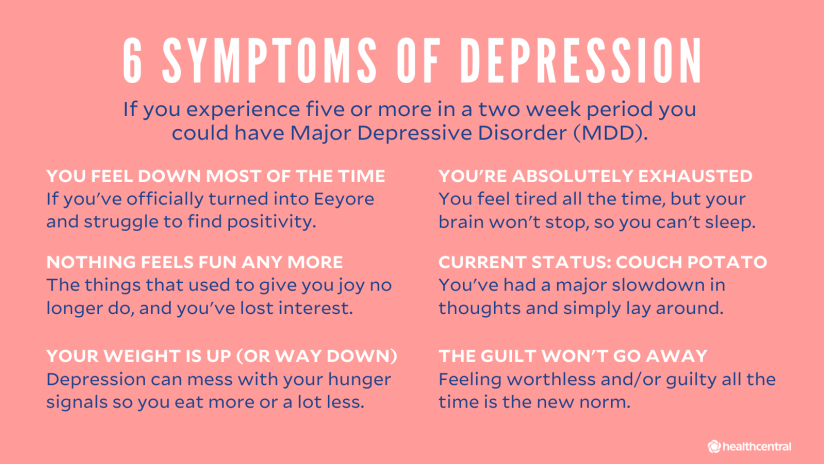 6 SYMPTOMS OF DEPRESSION
If you experience five or more in a two week period you
could have Major Depressive Disorder (MDD).
YOU FEEL DOWN MOST OF THE TIME
If you've officially turned into Eeyore
and struggle to find positivity.
NOTHING FEELS FUN ANY MORE
The things that used to give you joy no
longer do, and you've lost interest.
YOUR WEIGHT IS UP (OR WAY DOWN)
Depression can mess with your hunger
signals so you eat more or a lot less.
YOU'RE ABSOLUTELY EXHAUSTED
You feel tired all the time, but your
brain won't stop, so you can't sleep.
CURRENT STATUS: COUCH POTATO
You've had a major slowdown in
thoughts and simply lay around.
THE GUILT WON'T GO AWAY
Feeling worthless and/or guilty all the
time is the new norm.
healthcentral